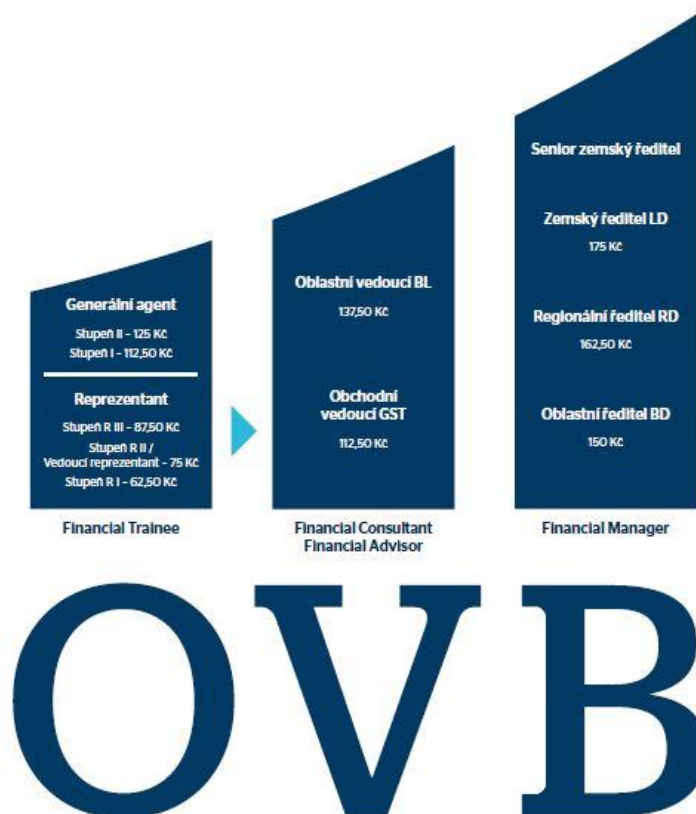 Generální agent
Stupeň II – 125 Kč
Stupeň I – 112,50 Kč
Reprezentant
Stupeň R III – 87,50 Kč
Stupeň R II /
Vedoucí reprezentant – 75 Kč
Stupeň R I – 62,50 Kč
Financial Trainee
Oblastní vedoucí BL
137,50 Kč
Obchodní
vedoucí GST
112,50 Kč
Financial Consultant
Financial Advisor
Senior zemský ředitel
Zemský ředitel LD
175 Kč
Regionální ředitel RD
162,50 Kč
Oblastní ředitel BD
150 Kč
Financial Manager
OVB